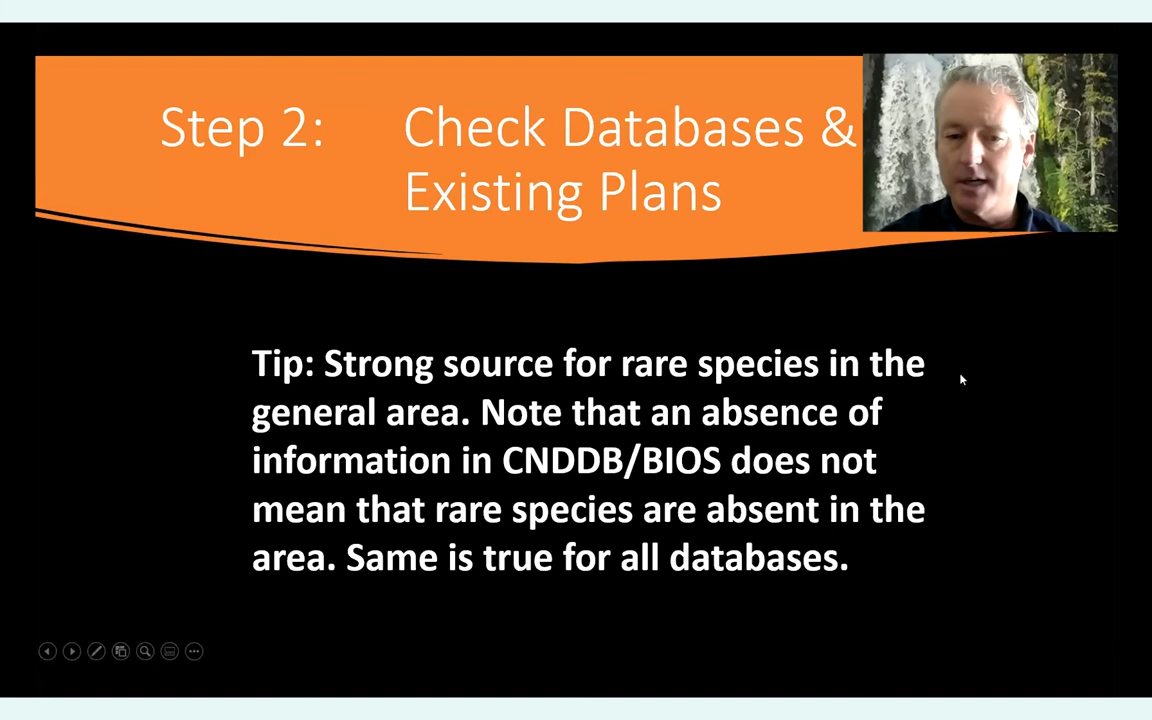 Step 2: Check Databases &
Existing Plans
Tip: Strong source for rare species in the
general area. Note that an absence of
information in CNDDB/BIOS does not
mean that rare species are absent in the
area. Same is true for all databases.